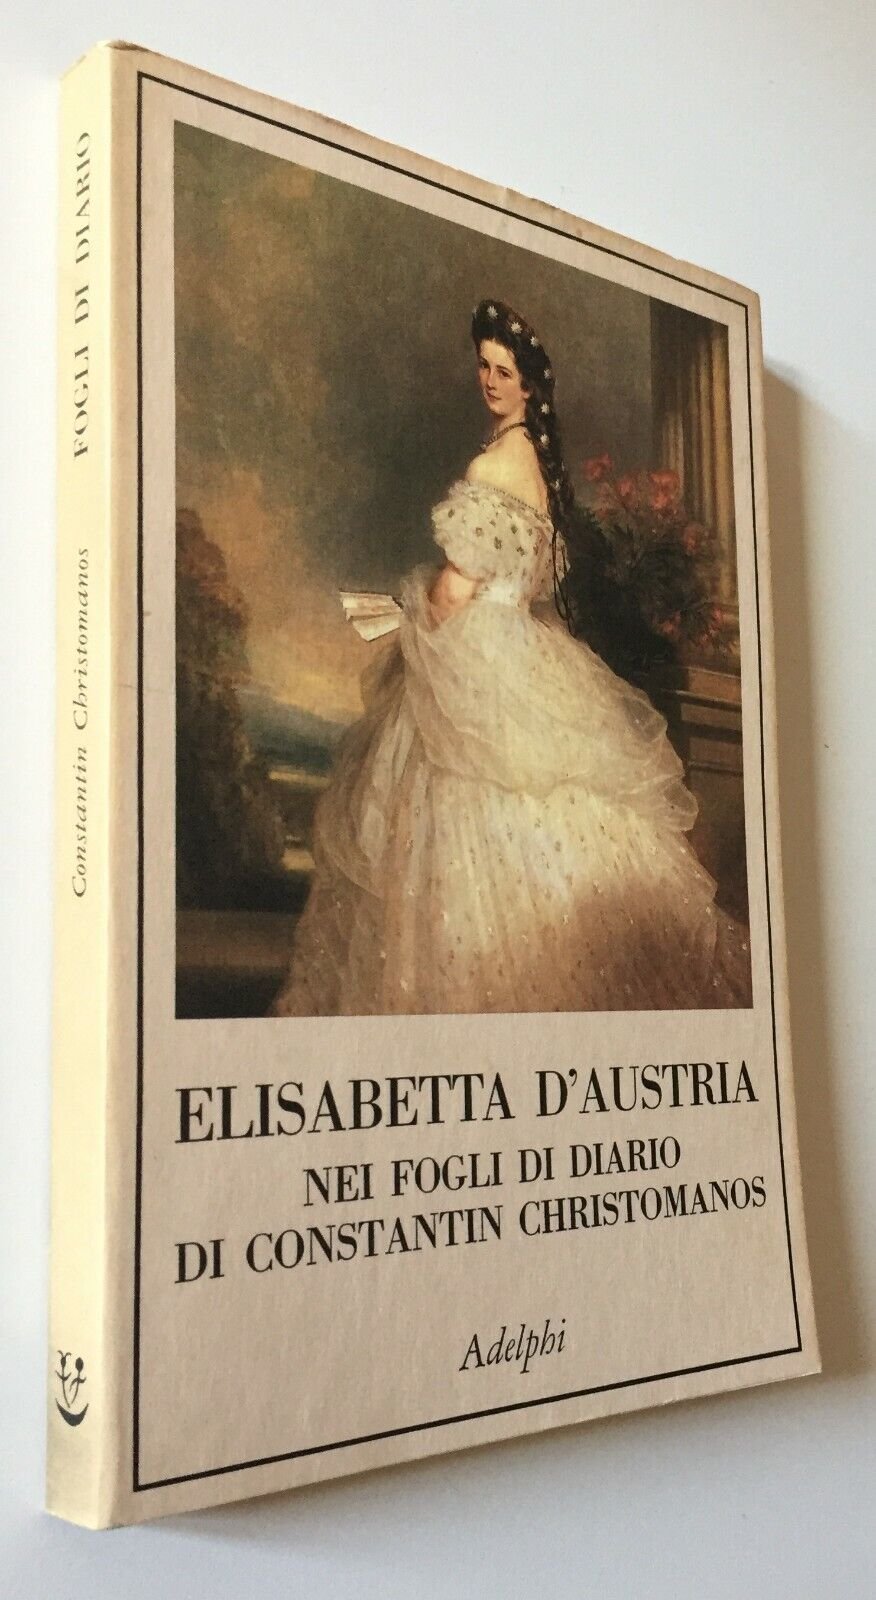 Constantin Christomanos FOGLI DI DIARIO
ELISABETTA D'AUSTRIA
NEI FOGLI DI DIARIO
DI CONSTANTIN CHRISTOMANOS
Adelphi